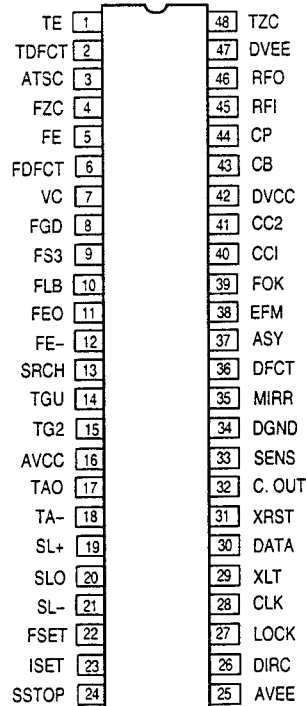 TE 1 48 TZC
TDFCT 2 47 DVEE
ATSC 3 46 RFO
FZC 4 45 RFI
FE 5 44 CP
FDFCT 6 43 CB
VC 7 42 DVCC
FGD 8 41 CC2
FS3 9 40 CCI
FLB 10 39 FOK
FEO 11 38 EFM
FE- 12 37 ASY
SRCH 13 36 DFCT
TGU 14 35 MIRR
TG2 15 34 DGND
AVCC 16 33 SENS
TAO 17 32 C. OUT
TA- 18 31 XRST
SL+ 19 30 DATA
SLO 20 29 XLT
SL- 21 28 CLK
FSET 22 27 LOCK
ISET 23 26 DIRC
SSTOP 24 25 AVEE